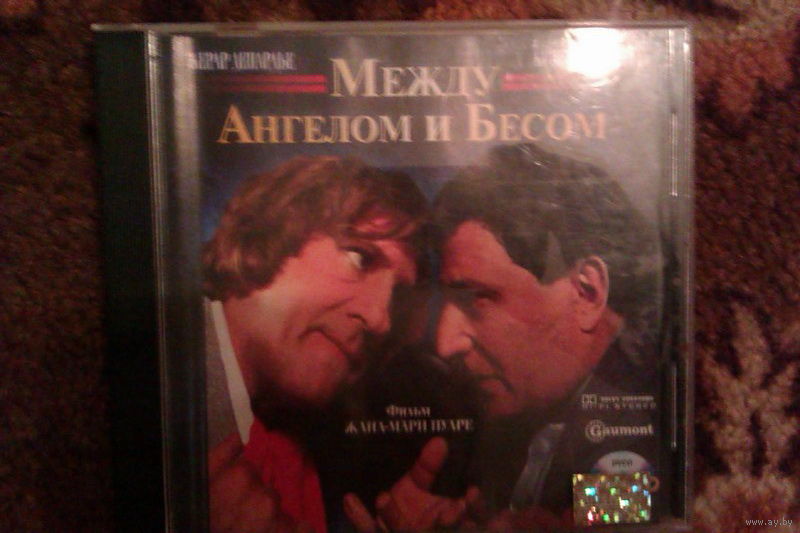 ЖЕРАР ДЕПАРДЬЕ
МЕЖДУ
АНГЕЛОМ И БЕСОМ
ФИЛЬМ
ЖАНА-МАРИ ПУАРЕ
Gaumont
www.ay.by